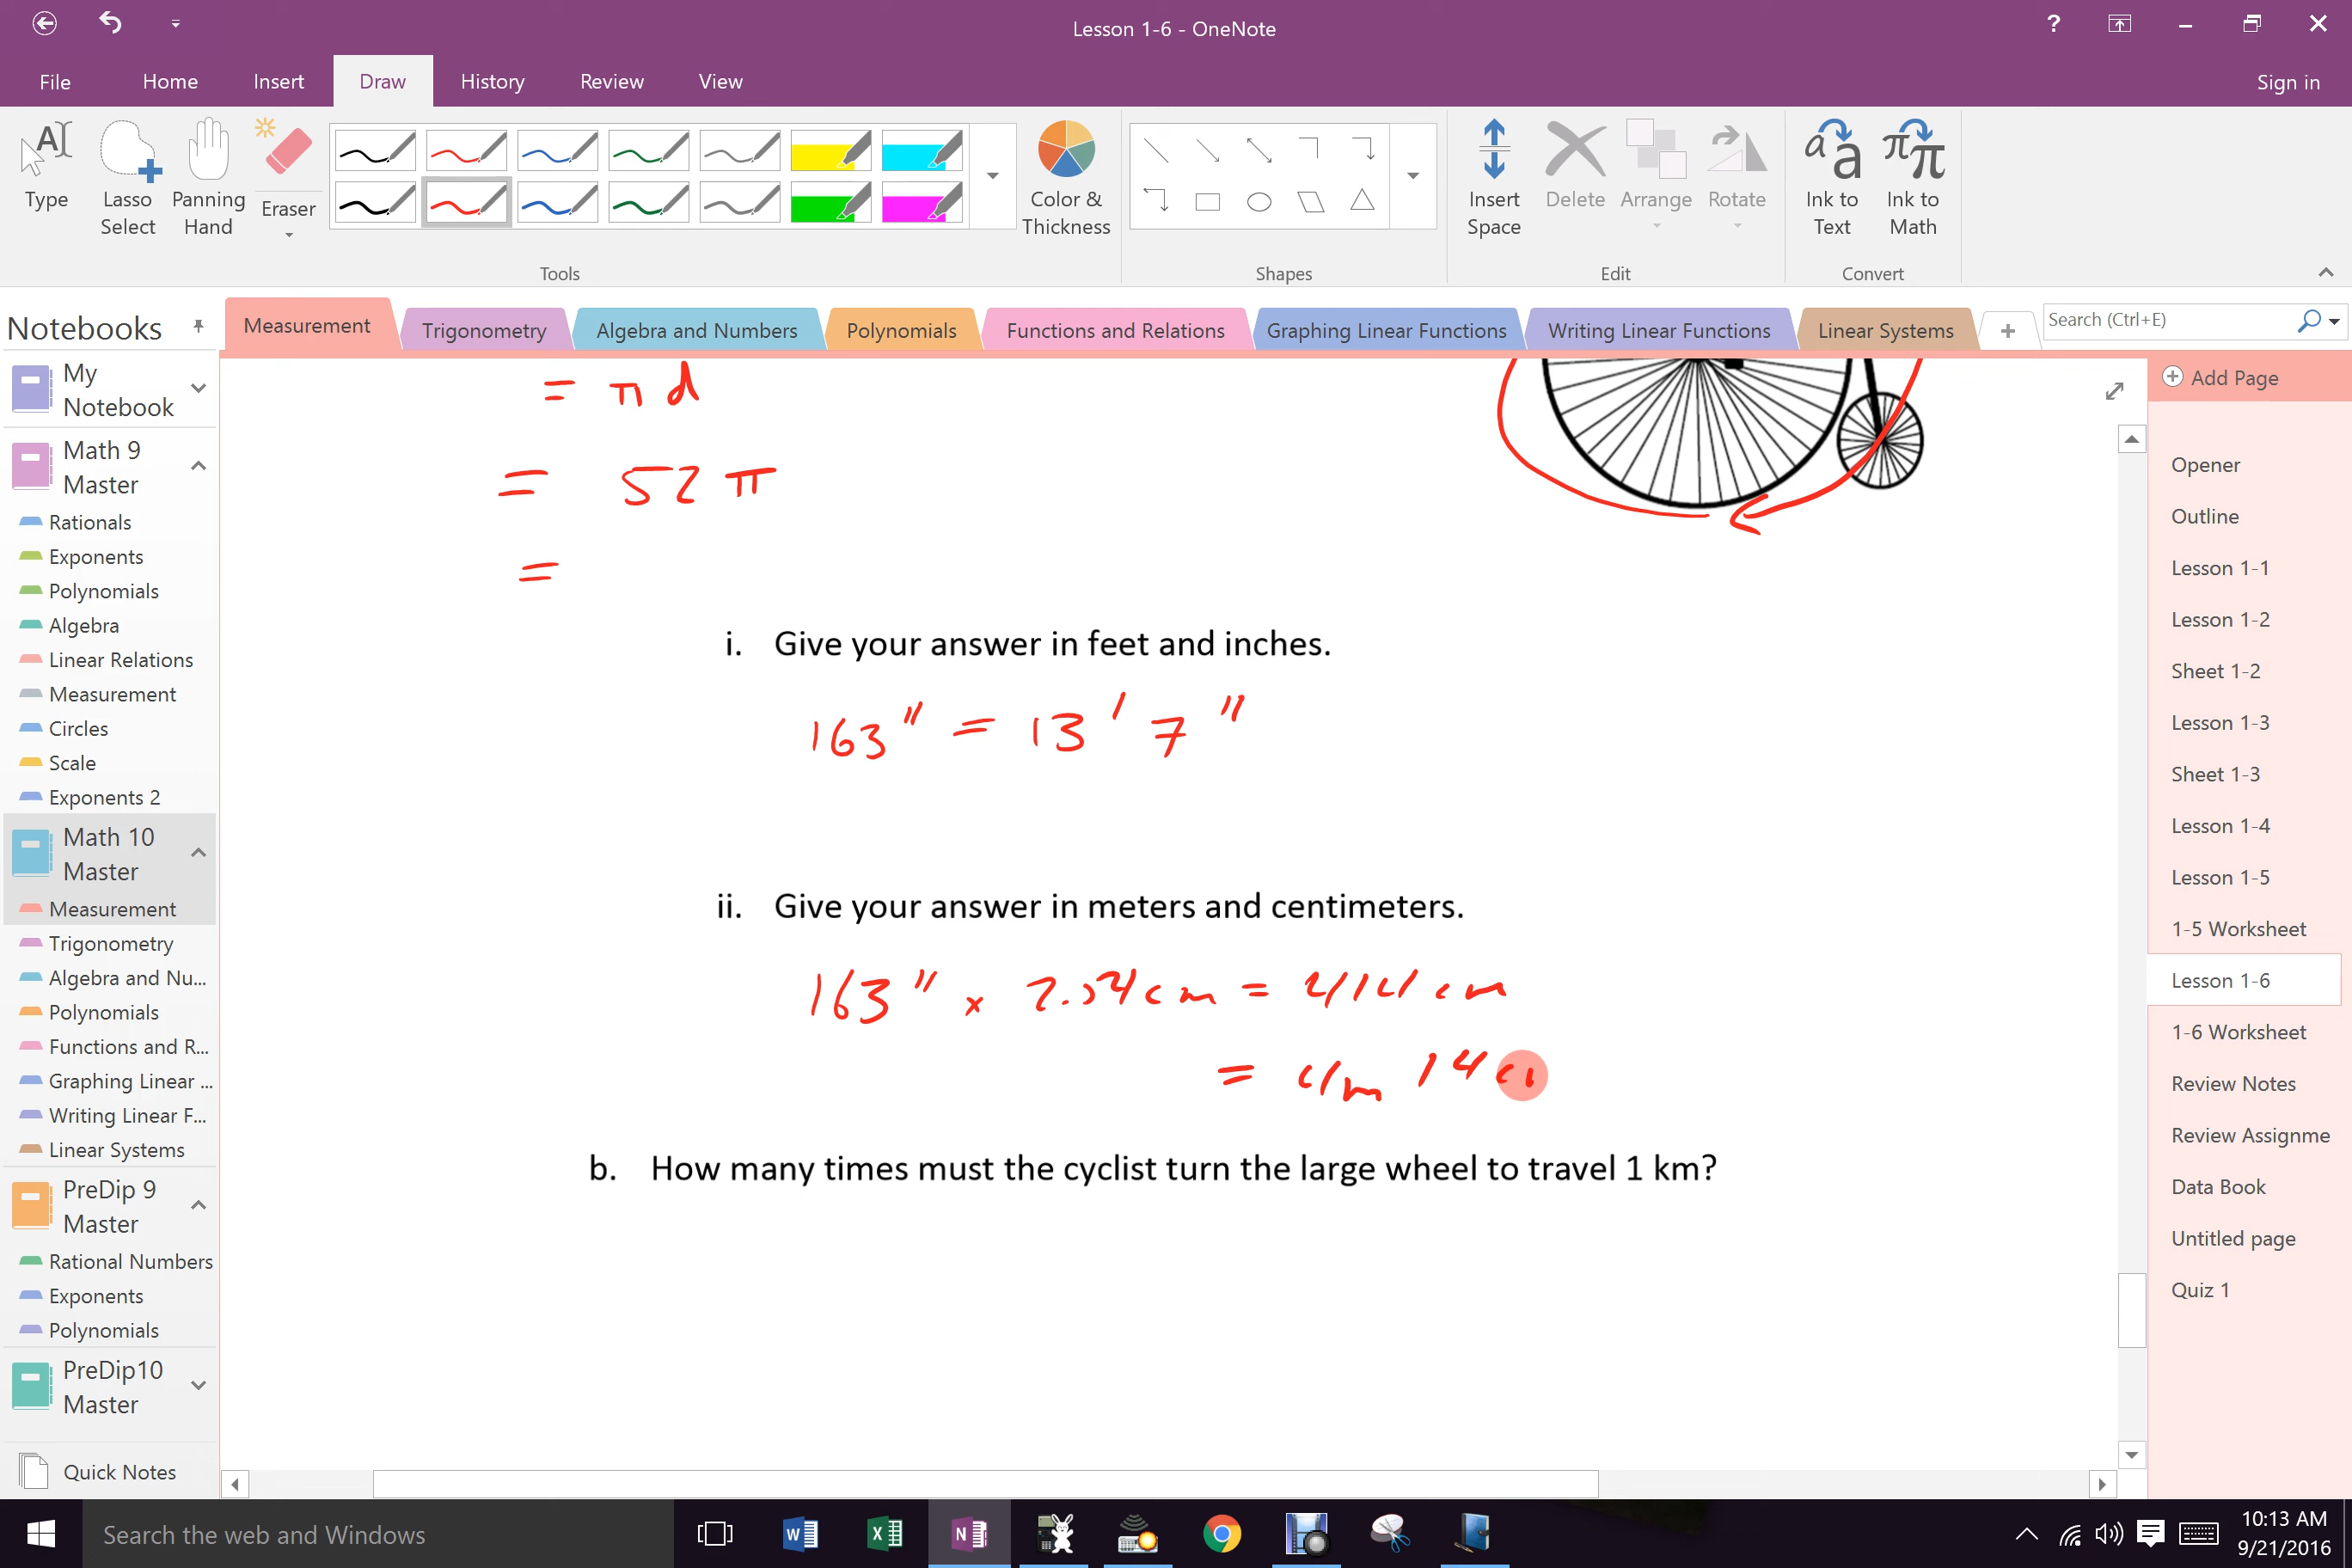 Lesson 1-6 - OneNote
?
File Home Insert Draw History Review View Sign in
Type
Lasso Select
Panning Hand
Eraser
Color & Thickness
Insert Space
Delete
Arrange
Rotate
Ink to Text
Ink to Math
Tools Shapes Edit Convert
Notebooks
Measurement Trigonometry Algebra and Numbers Polynomials Functions and Relations Graphing Linear Functions Writing Linear Functions Linear Systems +
Search (Ctrl+E)
My Notebook
Math 9 Master
Rationals
Exponents
Polynomials
Algebra
Linear Relations
Measurement
Circles
Scale
Exponents 2
Math 10 Master
Measurement
Trigonometry
Algebra and Nu...
Polynomials
Functions and R...
Graphing Linear ...
Writing Linear F...
Linear Systems
PreDip 9 Master
Rational Numbers
Exponents
Polynomials
PreDip10 Master
Quick Notes
= π d
= 52 π
=
i. Give your answer in feet and inches.
163" = 13' 7"
ii. Give your answer in meters and centimeters.
163" × 2.54cm = 414 cm
= 4m 14 c
b. How many times must the cyclist turn the large wheel to travel 1 km?
Add Page
Opener
Outline
Lesson 1-1
Lesson 1-2
Sheet 1-2
Lesson 1-3
Sheet 1-3
Lesson 1-4
Lesson 1-5
1-5 Worksheet
Lesson 1-6
1-6 Worksheet
Review Notes
Review Assignme
Data Book
Untitled page
Quiz 1
Search the web and Windows
10:13 AM
9/21/2016